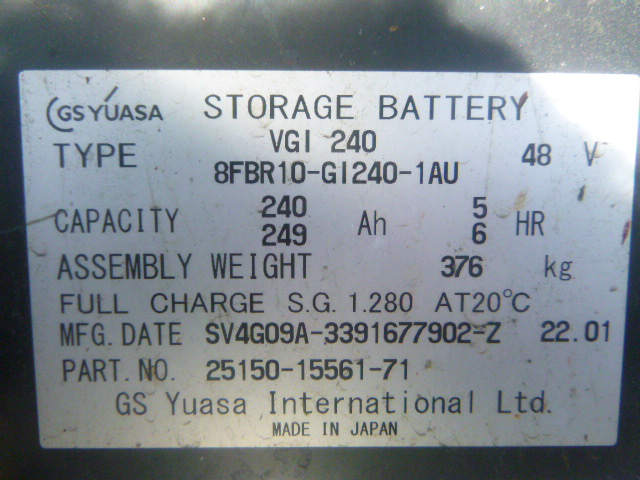 GS YUASA STORAGE BATTERY
TYPE VGI 240 48 V
8FBR10-GI240-1AU
CAPACITY 240 Ah 5 HR
249 6
ASSEMBLY WEIGHT 376 kg
FULL CHARGE S.G. 1.280 AT20°C
MFG. DATE SV4G09A-3391677902=Z 22.01
PART. NO. 25150-15561-71
GS Yuasa International Ltd.
MADE IN JAPAN